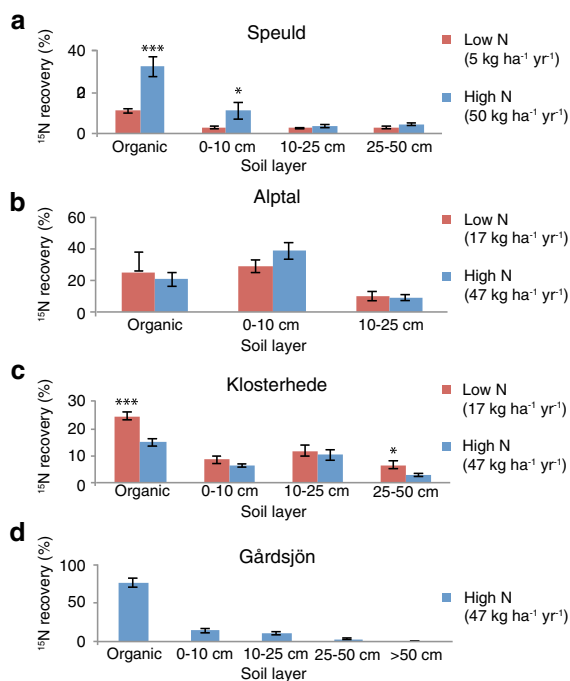 a
Speuld
¹⁵N recovery (%)
40
2
0
0
***
*
Organic
0-10 cm
10-25 cm
25-50 cm
Soil layer
Low N
(5 kg ha⁻¹ yr⁻¹)
High N
(50 kg ha⁻¹ yr⁻¹)
b
Alptal
¹⁵N recovery (%)
60
40
20
0
Organic
0-10 cm
10-25 cm
Soil layer
Low N
(17 kg ha⁻¹ yr⁻¹)
High N
(47 kg ha⁻¹ yr⁻¹)
c
Klosterhede
¹⁵N recovery (%)
30
20
10
0
***
*
Organic
0-10 cm
10-25 cm
25-50 cm
Soil layer
Low N
(17 kg ha⁻¹ yr⁻¹)
High N
(47 kg ha⁻¹ yr⁻¹)
d
Gårdsjön
¹⁵N recovery (%)
100
50
0
Organic
0-10 cm
10-25 cm
25-50 cm
>50 cm
Soil layer
High N
(47 kg ha⁻¹ yr⁻¹)